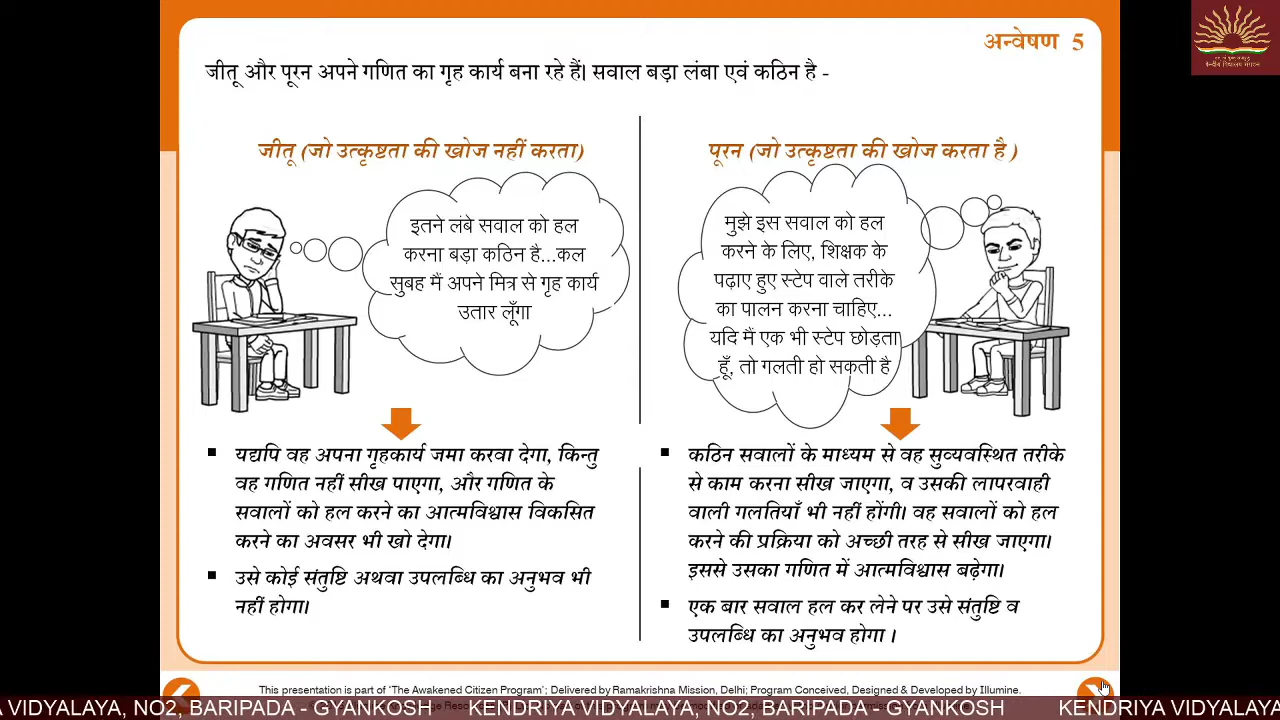 अन्वेषण 5
जीतू और पूरन अपने गणित का गृह कार्य बना रहे हैं। सवाल बड़ा लंबा एवं कठिन है -
जीतू (जो उत्कृष्टता की खोज नहीं करता)
इतने लंबे सवाल को हल
करना बड़ा कठिन है...कल
सुबह मैं अपने मित्र से गृह कार्य
उतार लूँगा
यद्यपि वह अपना गृहकार्य जमा करवा देगा, किन्तु
वह गणित नहीं सीख पाएगा, और गणित के
सवालों को हल करने का आत्मविश्वास विकसित
करने का अवसर भी खो देगा।
उसे कोई संतुष्टि अथवा उपलब्धि का अनुभव भी
नहीं होगा।
पूरन (जो उत्कृष्टता की खोज करता है )
मुझे इस सवाल को हल
करने के लिए, शिक्षक के
पढ़ाए हुए स्टेप वाले तरीके
का पालन करना चाहिए...
यदि मैं एक भी स्टेप छोड़ता
हूँ, तो गलती हो सकती है
कठिन सवालों के माध्यम से वह सुव्यवस्थित तरीके
से काम करना सीख जाएगा, व उसकी लापरवाही
वाली गलतियाँ भी नहीं होंगी। वह सवालों को हल
करने की प्रक्रिया को अच्छी तरह से सीख जाएगा।
इससे उसका गणित में आत्मविश्वास बढ़ेगा।
एक बार सवाल हल कर लेने पर उसे संतुष्टि व
उपलब्धि का अनुभव होगा ।
This presentation is part of 'The Awakened Citizen Program'; Delivered by Ramakrishna Mission, Delhi; Program Conceived, Designed & Developed by Illumine.
A VIDYALAYA, NO2, BARIPADA - GYANKOSH KENDRIYA VIDYALAYA, NO2, BARIPADA - GYANKOSH KENDRIYA VIDYALAYA